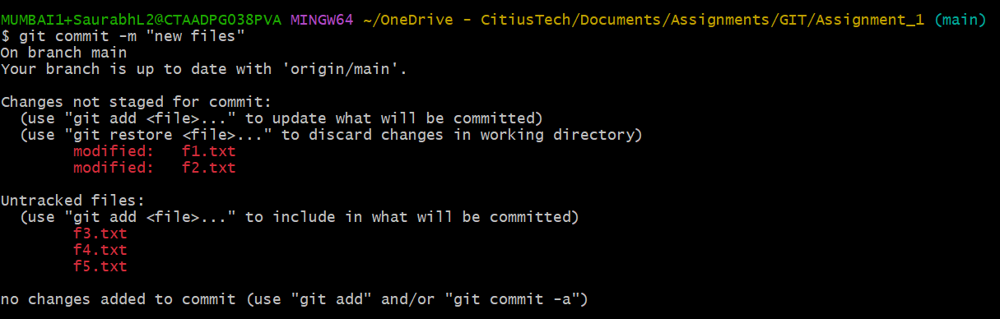 MUMBAI1+SaurabhL2@CTAADPG038PVA MINGW64 ~/OneDrive - CitiusTech/Documents/Assignments/GIT/Assignment_1 (main)
$ git commit -m "new files"
On branch main
Your branch is up to date with 'origin/main'.

Changes not staged for commit:
  (use "git add <file>..." to update what will be committed)
  (use "git restore <file>..." to discard changes in working directory)
        modified:   f1.txt
        modified:   f2.txt

Untracked files:
  (use "git add <file>..." to include in what will be committed)
        f3.txt
        f4.txt
        f5.txt

no changes added to commit (use "git add" and/or "git commit -a")